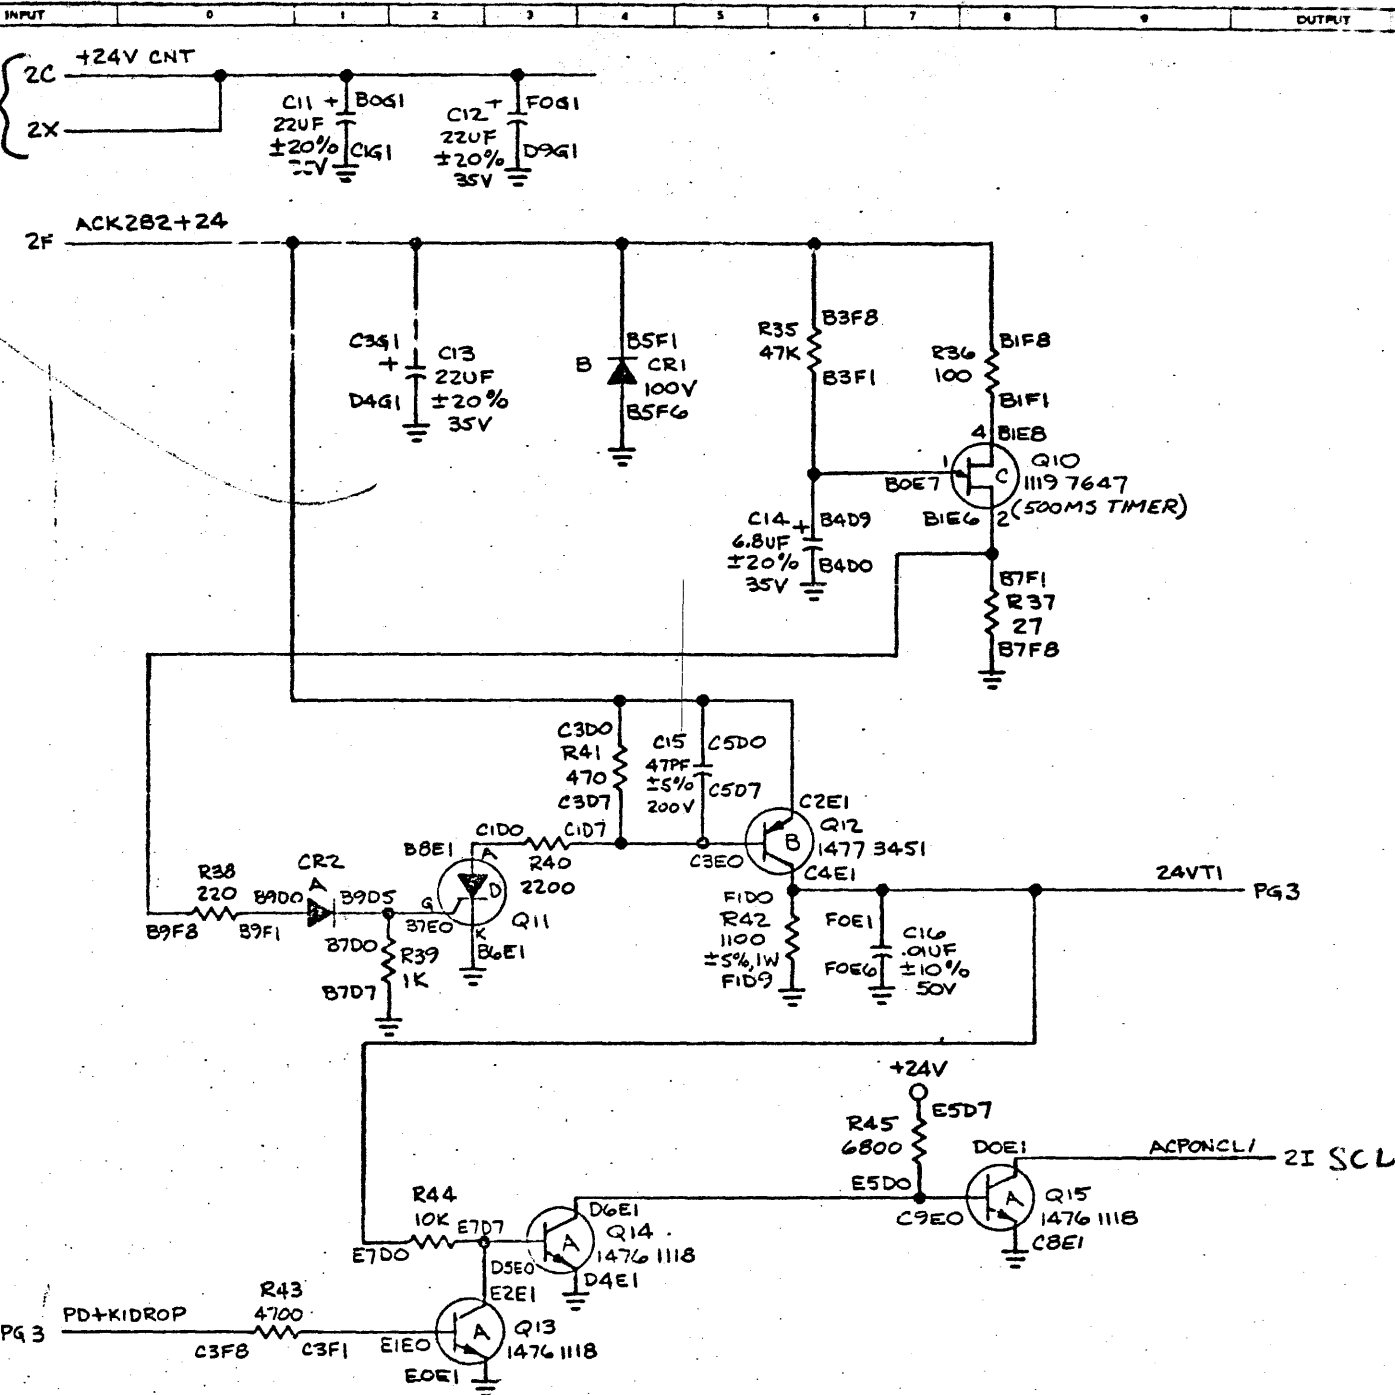 INPUT 0 1 2 3 4 5 6 7 8 9 OUTPUT
+24V CNT
2C
2X
C11 + B0G1
22UF
±20% C1G1
C12 + F0G1
22UF
±20% D9G1
35V
ACK2B2+24
2F
C3G1
+
D4G1
C13
22UF
±20%
35V
B5F1
B CR1
100V
B5F6
R35
47K
B3F8
B3F1
R36
100
B1F8
B1F1
4 B1E8
1
B0E7
C
Q10
1119 7647
(500MS TIMER)
B1E6 2
C14 + B4D9
6.8UF
±20% B4D0
35V
B7F1
R37
27
B7F8
C3D0
R41
470
C3D7
C15 C5D0
47PF
±5% C5D7
200V
C2E1
Q12
B
1477 3451
C3E0
C4E1
C1D0 C1D7
R40
2200
B8E1 A
D
G
B7E0
Q11
K
B6E1
R38
220
B9F8 B9F1
CR2
A
B9D0 B9D5
B7D0 R39
1K
B7D7
F1D0
R42
1100
±5%,1W
F1D9
F0E1
C16
.01UF
F0E6 ±10%
50V
24VT1
PG3
+24V
R45
6800
E5D7
E5D0
D0E1
ACPONCL/
2I SCL
A
Q15
1476 1118
C9E0
C8E1
R44
10K
E7D7
E7D0
D6E1
Q14
A
1476 1118
D5E0
D4E1
E2E1
R43
4700
PG3 PD+K1DROP
C3F8 C3F1
E1E0
A
Q13
1476 1118
E0E1